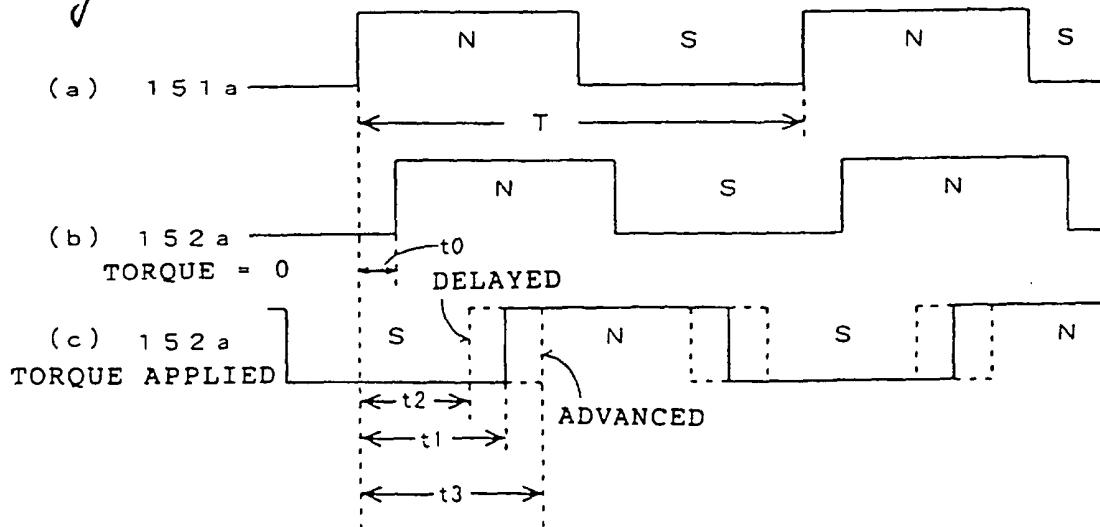 N S N S
(a) 151a
T
N S N
(b) 152a
t0
TORQUE = 0
DELAYED
(c) 152a
S N S N
TORQUE APPLIED
t2
ADVANCED
t1
t3